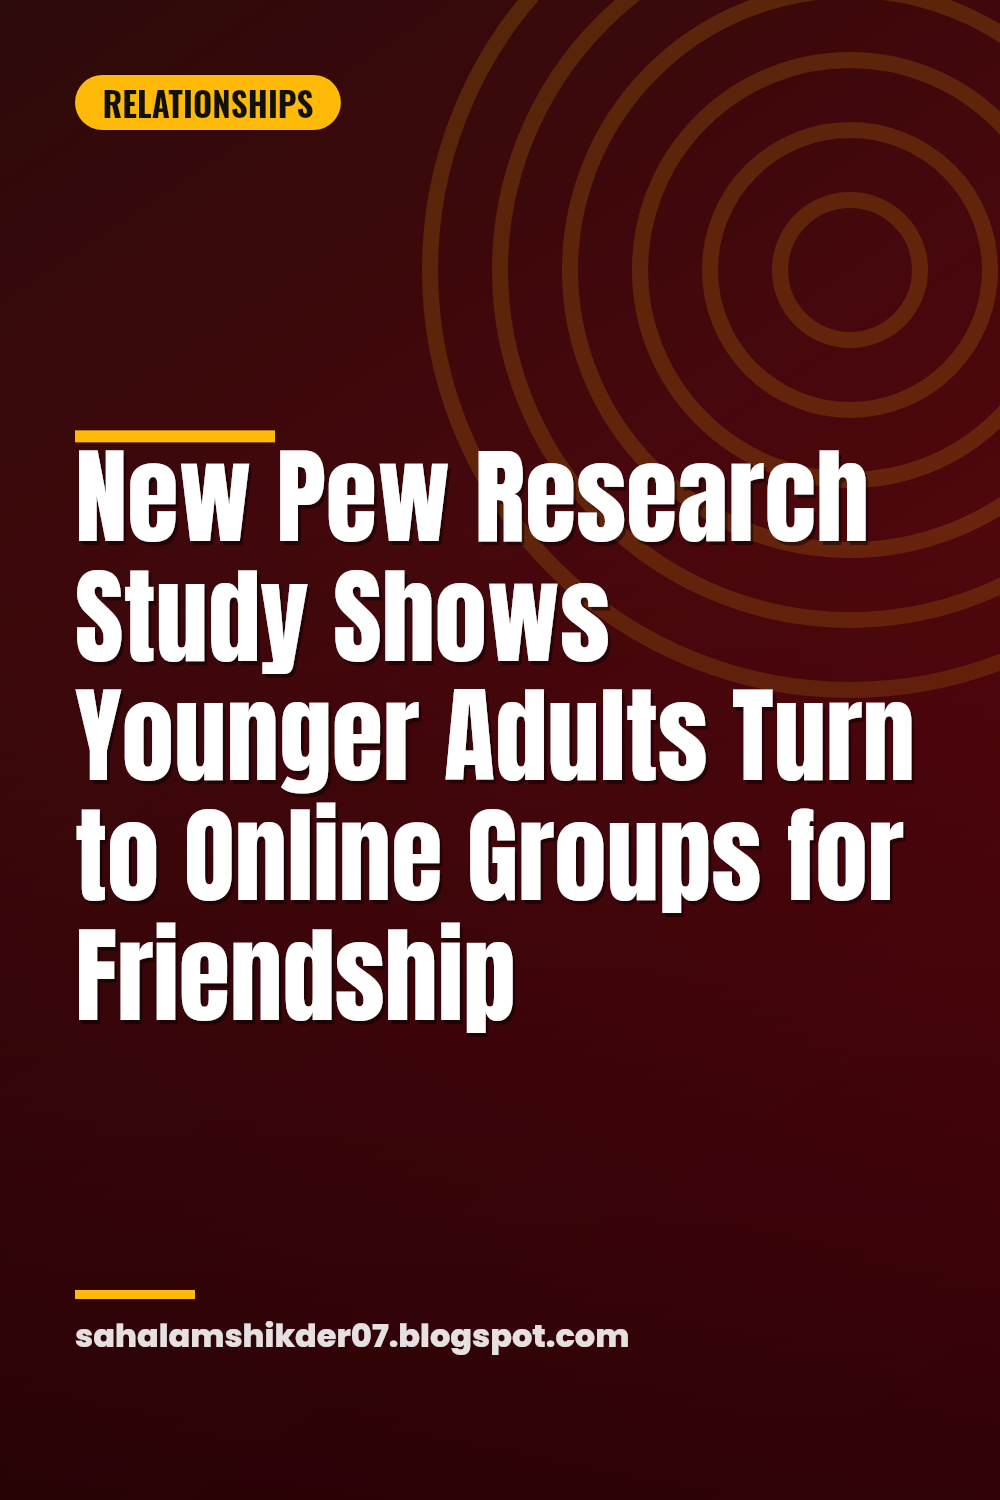 RELATIONSHIPS
New Pew Research
Study Shows
Younger Adults Turn
to Online Groups for
Friendship
sahalamshikder07.blogspot.com